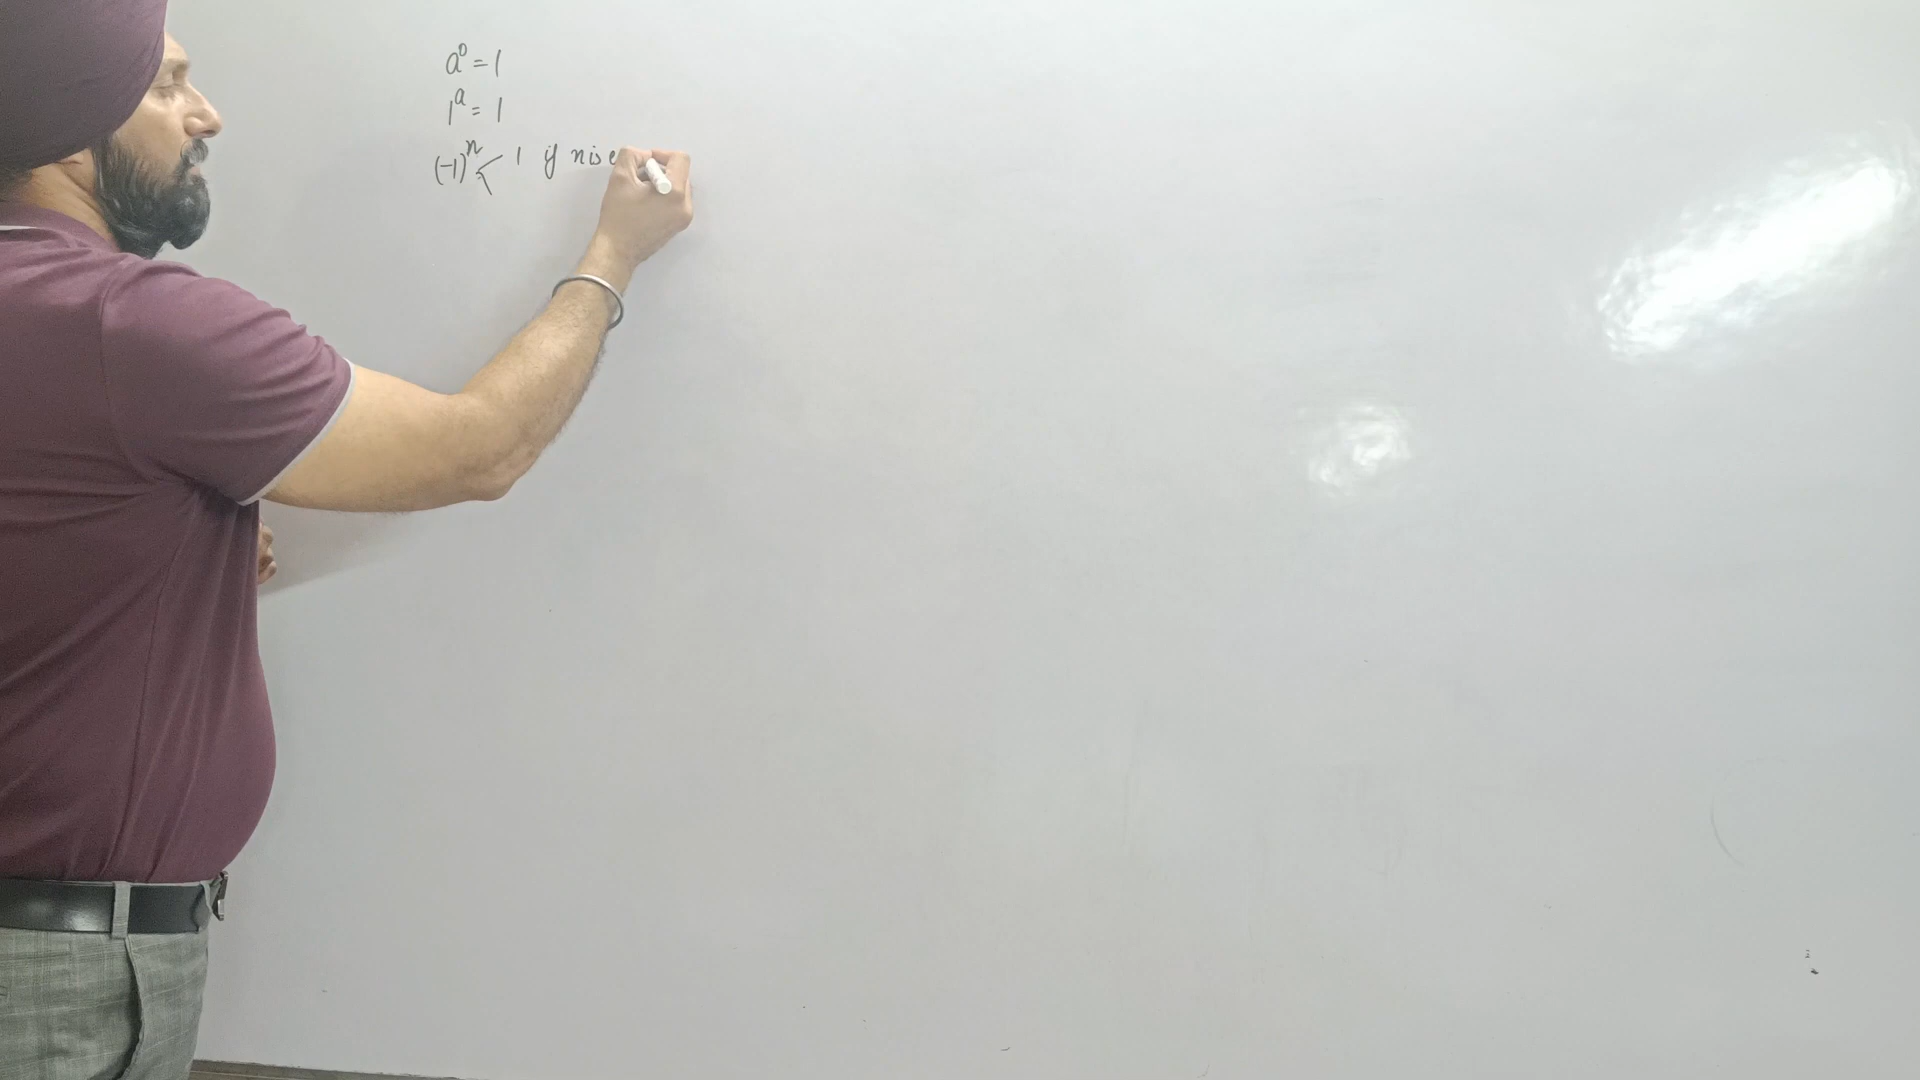 a⁰ = 1
1ᵃ = 1
(-1)ⁿ < 1 if n is e